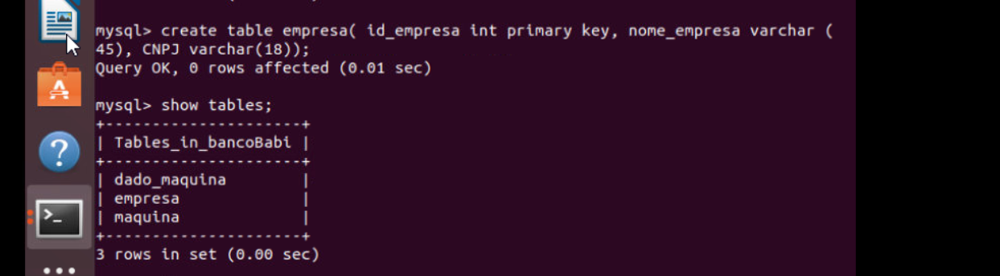 mysql> create table empresa( id_empresa int primary key, nome_empresa varchar (
45), CNPJ varchar(18));
Query OK, 0 rows affected (0.01 sec)
mysql> show tables;
+----------------------+
| Tables_in_bancoBabi |
+----------------------+
| dado_maquina         |
| empresa              |
| maquina              |
+----------------------+
3 rows in set (0.00 sec)